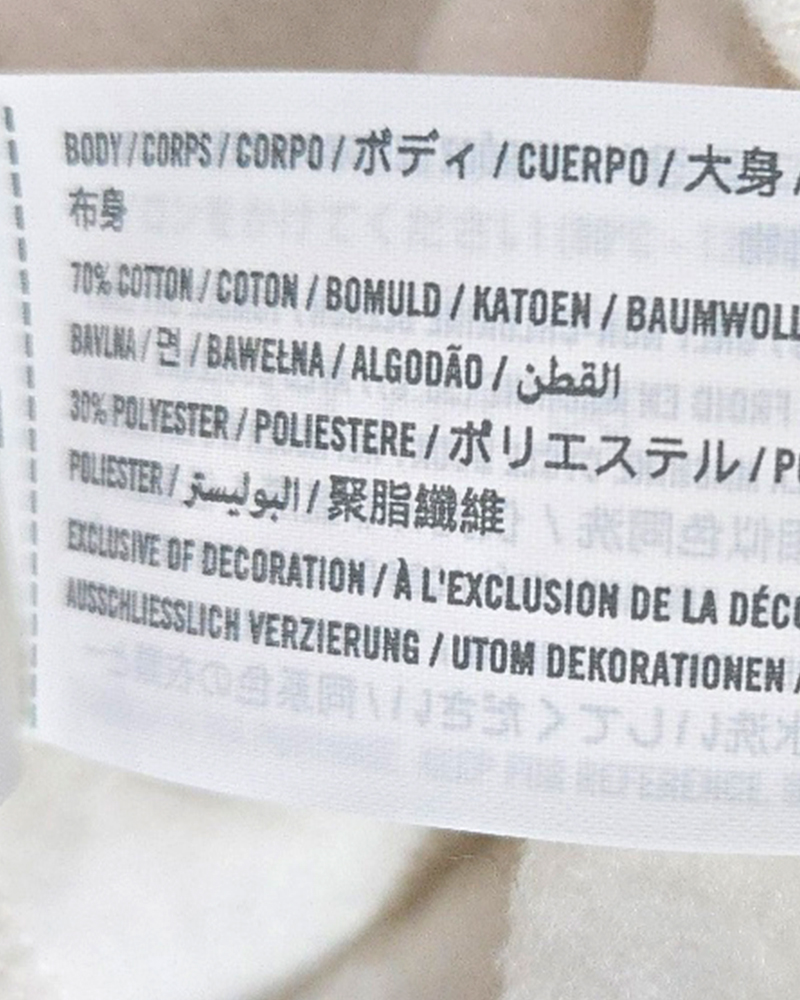 BODY / CORPS / CORPO / ボディ / CUERPO / 大身 /
布身
70% COTTON / COTON / BOMULD / KATOEN / BAUMWOLL
BAVLNA / 면 / BAWEŁNA / ALGODÃO / القطن
30% POLYESTER / POLIESTERE / ポリエステル / PO
POLIESTER / البوليستر / 聚脂纖維
EXCLUSIVE OF DECORATION / À L'EXCLUSION DE LA DÉCO
AUSSCHLIESSLICH VERZIERUNG / UTOM DEKORATIONEN /